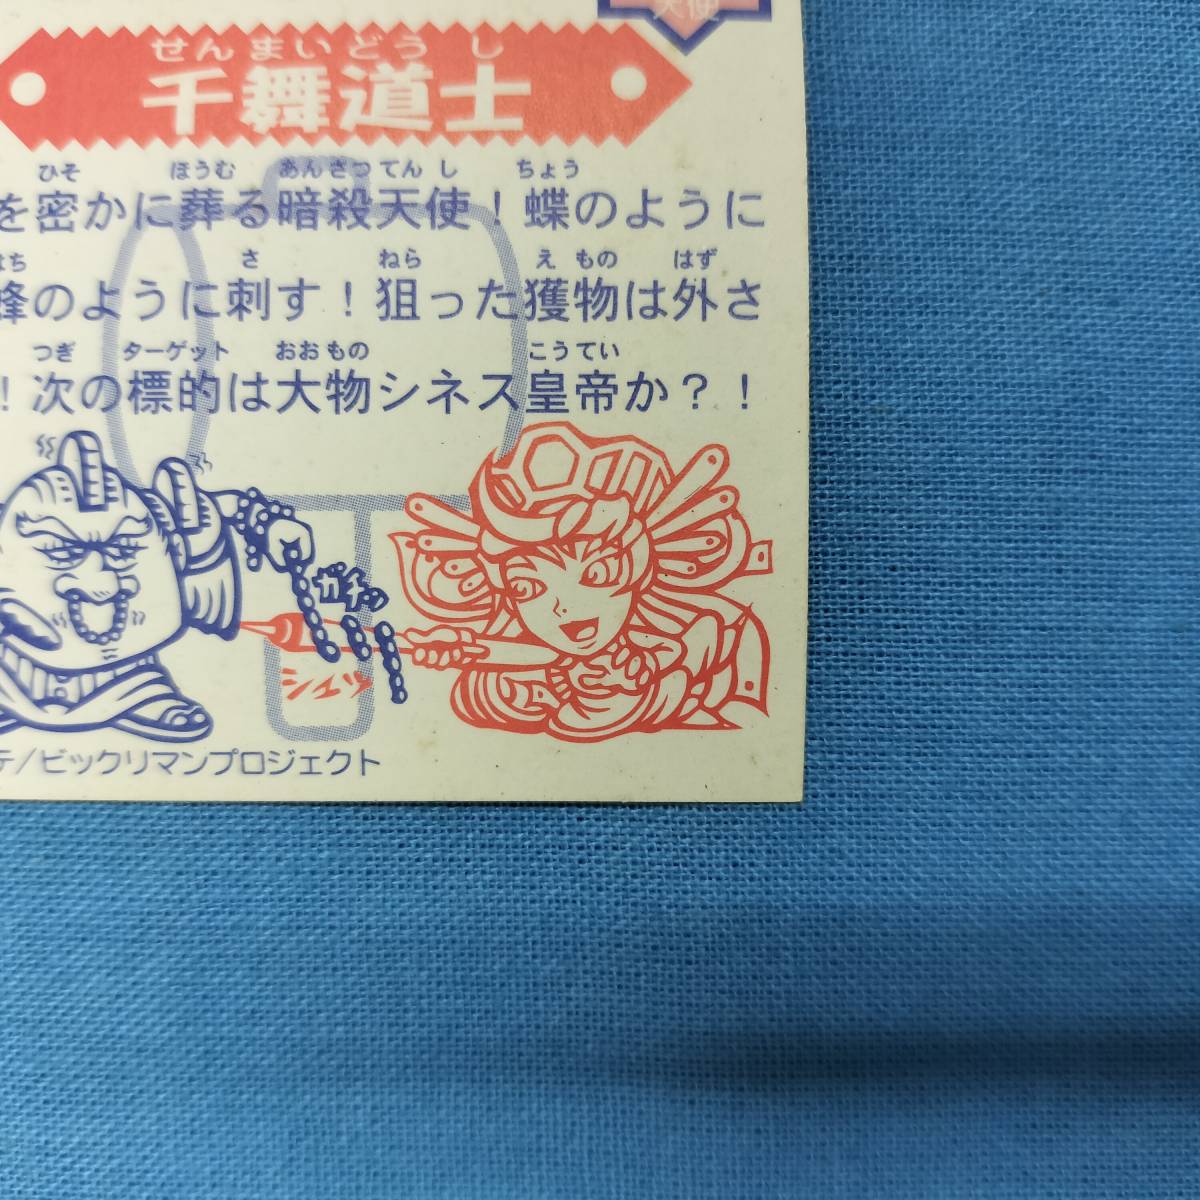 天使
せんまいどうし
千舞道士
ひそ ほうむ あんさつてんし ちょう
を密かに葬る暗殺天使！蝶のように
はち さ ねら えもの はず
蜂のように刺す！狙った獲物は外さ
つぎ ターゲット おおもの こうてい
！次の標的は大物シネス皇帝か？！
ガチッ
シュッ
テ/ビックリマンプロジェクト